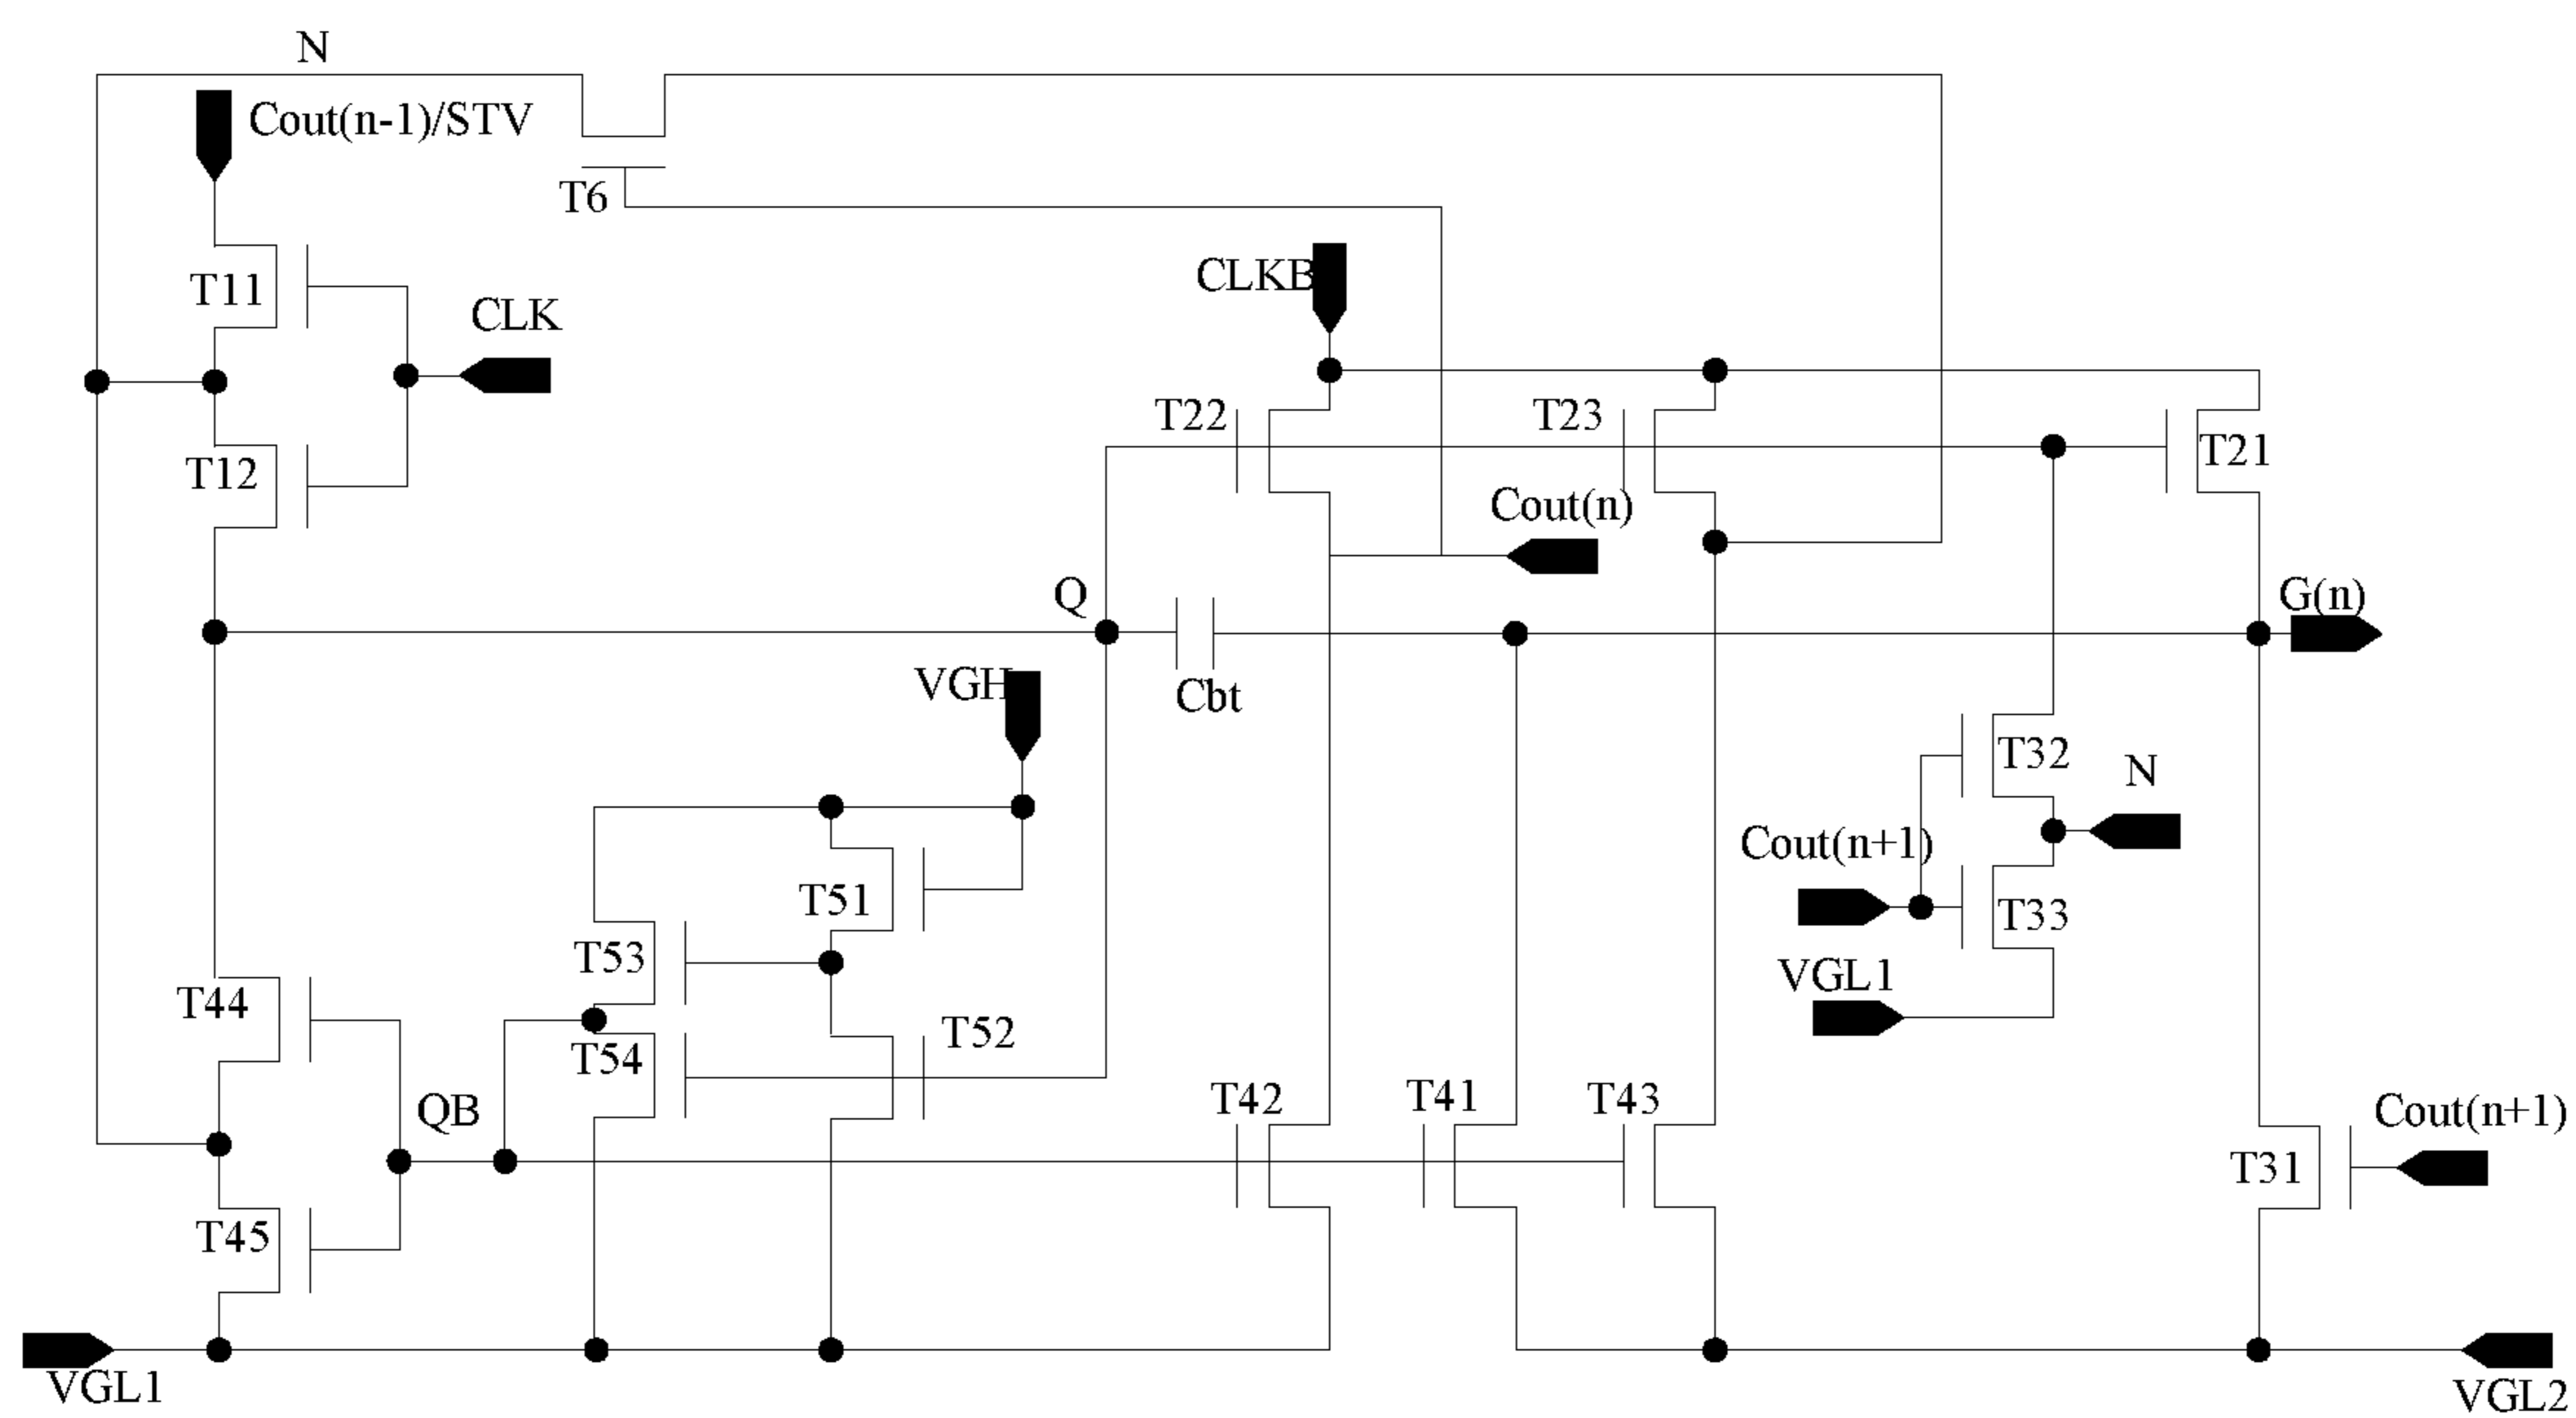 N
Cout(n-1)/STV
T6
T11
CLKB
CLK
T22
T23
T21
T12
Cout(n)
Q
G(n)
VGH
Cbt
T32
N
Cout(n+1)
T51
T33
T53
VGL1
T44
T52
T54
QB
T42
T41
T43
Cout(n+1)
T31
T45
VGL1
VGL2